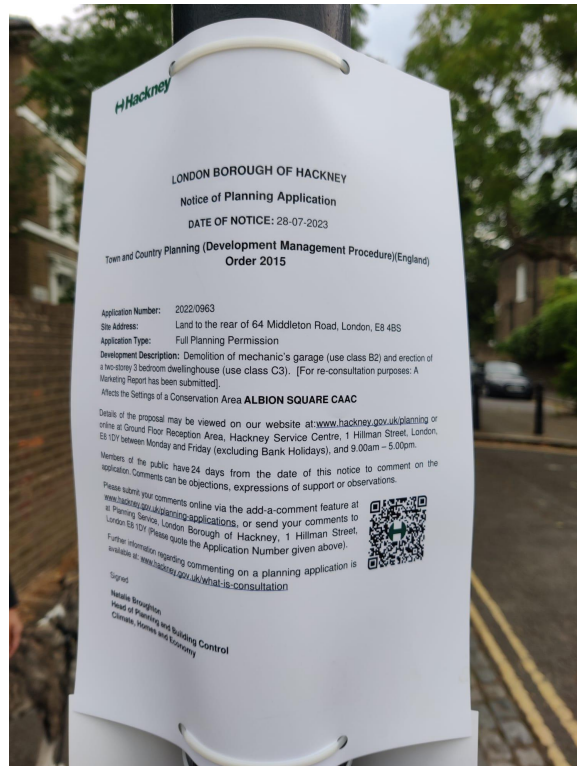 Hackney
LONDON BOROUGH OF HACKNEY
Notice of Planning Application
DATE OF NOTICE: 28-07-2023
Town and Country Planning (Development Management Procedure)(England)
Order 2015
Application Number: 2022/0963
Site Address: Land to the rear of 64 Middleton Road, London, E8 4BS
Application Type: Full Planning Permission
Development Description: Demolition of mechanic's garage (use class B2) and erection of
a two-storey 3 bedroom dwellinghouse (use class C3). [For re-consultation purposes: A
Marketing Report has been submitted].
Affects the Settings of a Conservation Area ALBION SQUARE CAAC
Details of the proposal may be viewed on our website at:www.hackney.gov.uk/planning or
online at Ground Floor Reception Area, Hackney Service Centre, 1 Hillman Street, London,
E8 1DY between Monday and Friday (excluding Bank Holidays), and 9.00am – 5.00pm.
Members of the public have 24 days from the date of this notice to comment on the
application. Comments can be objections, expressions of support or observations.
Please submit your comments online via the add-a-comment feature at
www.hackney.gov.uk/planning-applications, or send your comments to
at Planning Service, London Borough of Hackney, 1 Hillman Street,
London E8 1DY (Please quote the Application Number given above).
Further information regarding commenting on a planning application is
available at: www.hackney.gov.uk/what-is-consultation
Signed
Natalie Broughton
Head of Planning and Building Control
Climate, Homes and Economy